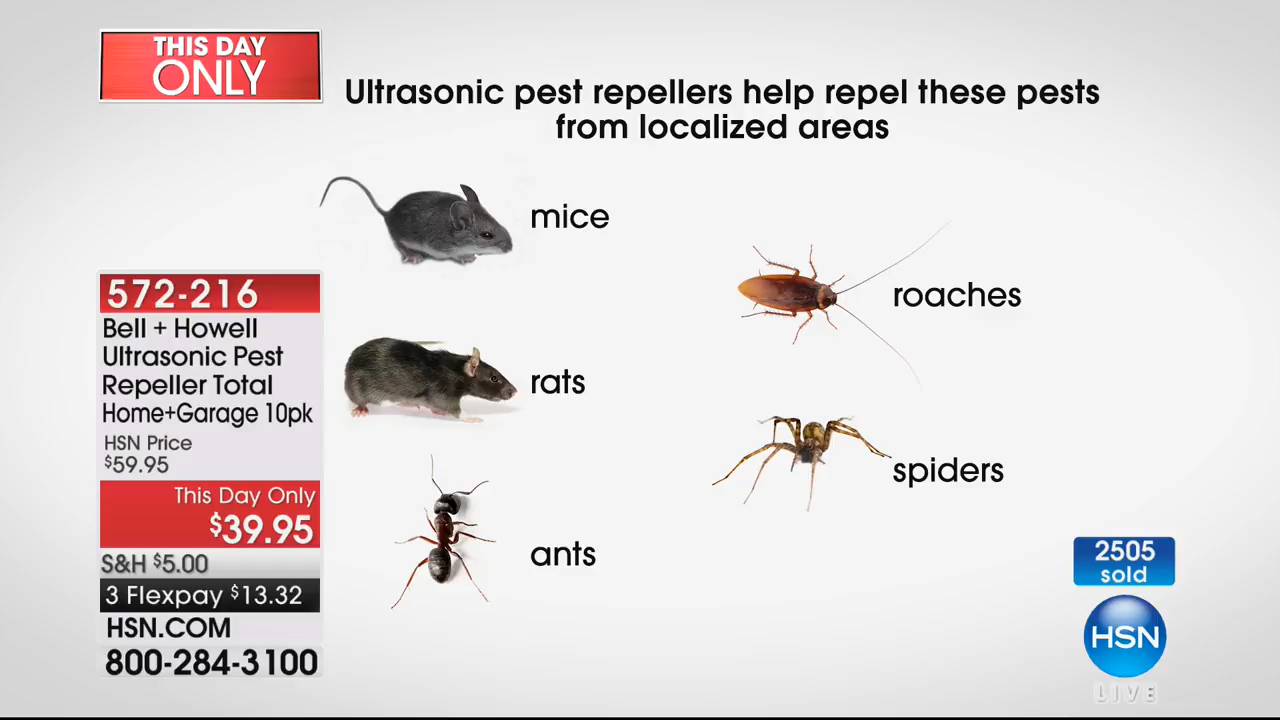 THIS DAY
ONLY
Ultrasonic pest repellers help repel these pests
from localized areas
mice
roaches
rats
spiders
ants
572-216
Bell + Howell
Ultrasonic Pest
Repeller Total
Home+Garage 10pk
HSN Price
$59.95
This Day Only
$39.95
S&H $5.00
3 Flexpay $13.32
HSN.COM
800-284-3100
2505
sold
HSN
LIVE